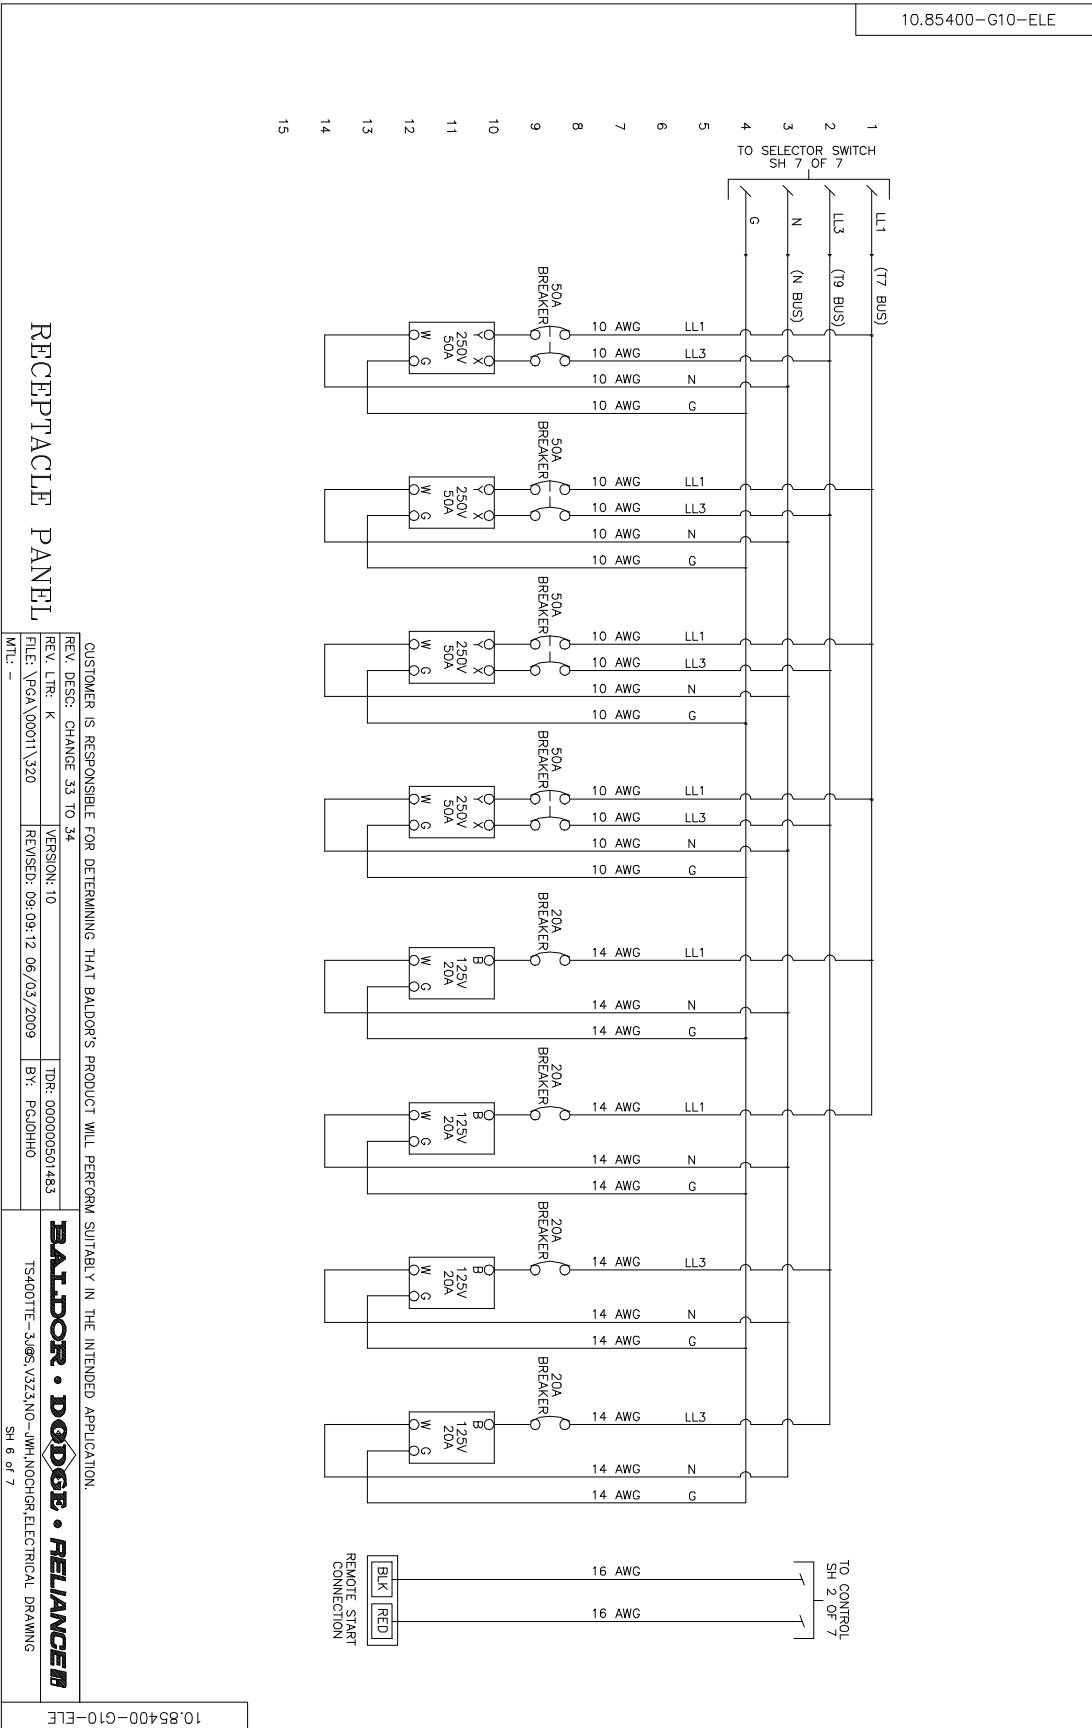 10.85400-G10-ELE
1
2
3
4
5
6
7
8
9
10
11
12
13
14
15
TO SELECTOR SWITCH
SH 7 OF 7
LL1
(T7 BUS)
LL3
(T9 BUS)
N
(N BUS)
G
50A
BREAKER
10 AWG LL1
10 AWG LL3
10 AWG N
10 AWG G
250V
50A
Y
X
W
G
50A
BREAKER
10 AWG LL1
10 AWG LL3
10 AWG N
10 AWG G
250V
50A
Y
X
W
G
50A
BREAKER
10 AWG LL1
10 AWG LL3
10 AWG N
10 AWG G
250V
50A
Y
X
W
G
50A
BREAKER
10 AWG LL1
10 AWG LL3
10 AWG N
10 AWG G
250V
50A
Y
X
W
G
20A
BREAKER
14 AWG LL1
14 AWG N
14 AWG G
125V
20A
B
W
G
20A
BREAKER
14 AWG LL1
14 AWG N
14 AWG G
125V
20A
B
W
G
20A
BREAKER
14 AWG LL3
14 AWG N
14 AWG G
125V
20A
B
W
G
20A
BREAKER
14 AWG LL3
14 AWG N
14 AWG G
125V
20A
B
W
G
TO CONTROL
SH 2 OF 7
16 AWG
16 AWG
BLK
RED
REMOTE START
CONNECTION
RECEPTACLE PANEL
CUSTOMER IS RESPONSIBLE FOR DETERMINING THAT BALDOR'S PRODUCT WILL PERFORM SUITABLY IN THE INTENDED APPLICATION.
REV. DESC: CHANGE 33 TO 34
REV. LTR: K
VERSION: 10
TDR: 000000501483
FILE: \PGA\00011\320
REVISED: 09:09:12 06/03/2009
BY: PGJOHHO
MTL: -
BALDOR • DODGE • RELIANCE
TS400TTE-3J@S,V3Z3,NO-JWH,NOCHGR,ELECTRICAL DRAWING
SH 6 of 7
10.85400-G10-ELE